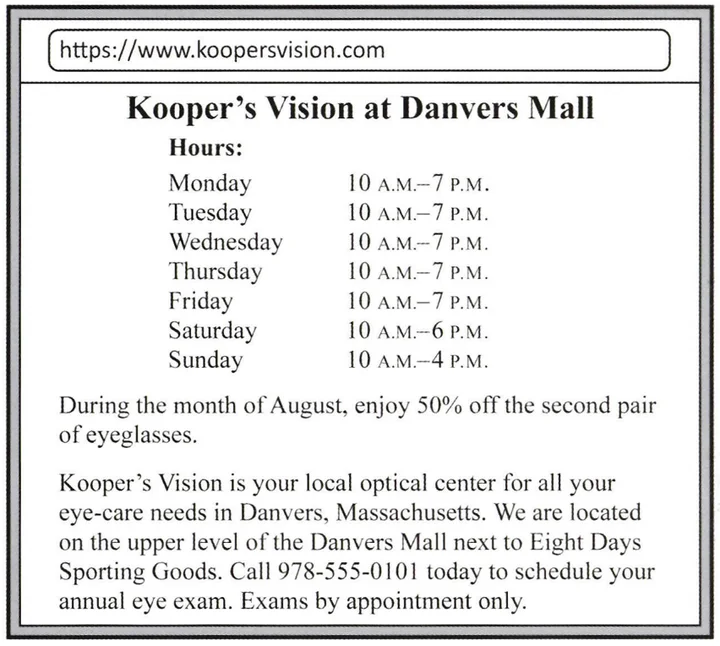 https://www.koopersvision.com
Kooper's Vision at Danvers Mall
Hours:
Monday 10 A.M.–7 P.M.
Tuesday 10 A.M.–7 P.M.
Wednesday 10 A.M.–7 P.M.
Thursday 10 A.M.–7 P.M.
Friday 10 A.M.–7 P.M.
Saturday 10 A.M.–6 P.M.
Sunday 10 A.M.–4 P.M.
During the month of August, enjoy 50% off the second pair
of eyeglasses.
Kooper's Vision is your local optical center for all your
eye-care needs in Danvers, Massachusetts. We are located
on the upper level of the Danvers Mall next to Eight Days
Sporting Goods. Call 978-555-0101 today to schedule your
annual eye exam. Exams by appointment only.